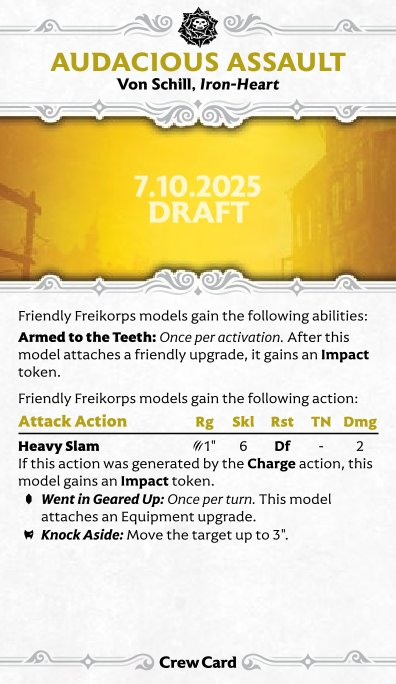 AUDACIOUS ASSAULT
Von Schill, Iron-Heart
7.10.2025
DRAFT
Friendly Freikorps models gain the following abilities:
Armed to the Teeth: Once per activation. After this
model attaches a friendly upgrade, it gains an Impact
token.
Friendly Freikorps models gain the following action:
Attack Action Rg Skl Rst TN Dmg
Heavy Slam 1" 6 Df - 2
If this action was generated by the Charge action, this
model gains an Impact token.
Went in Geared Up: Once per turn. This model
attaches an Equipment upgrade.
Knock Aside: Move the target up to 3".
Crew Card